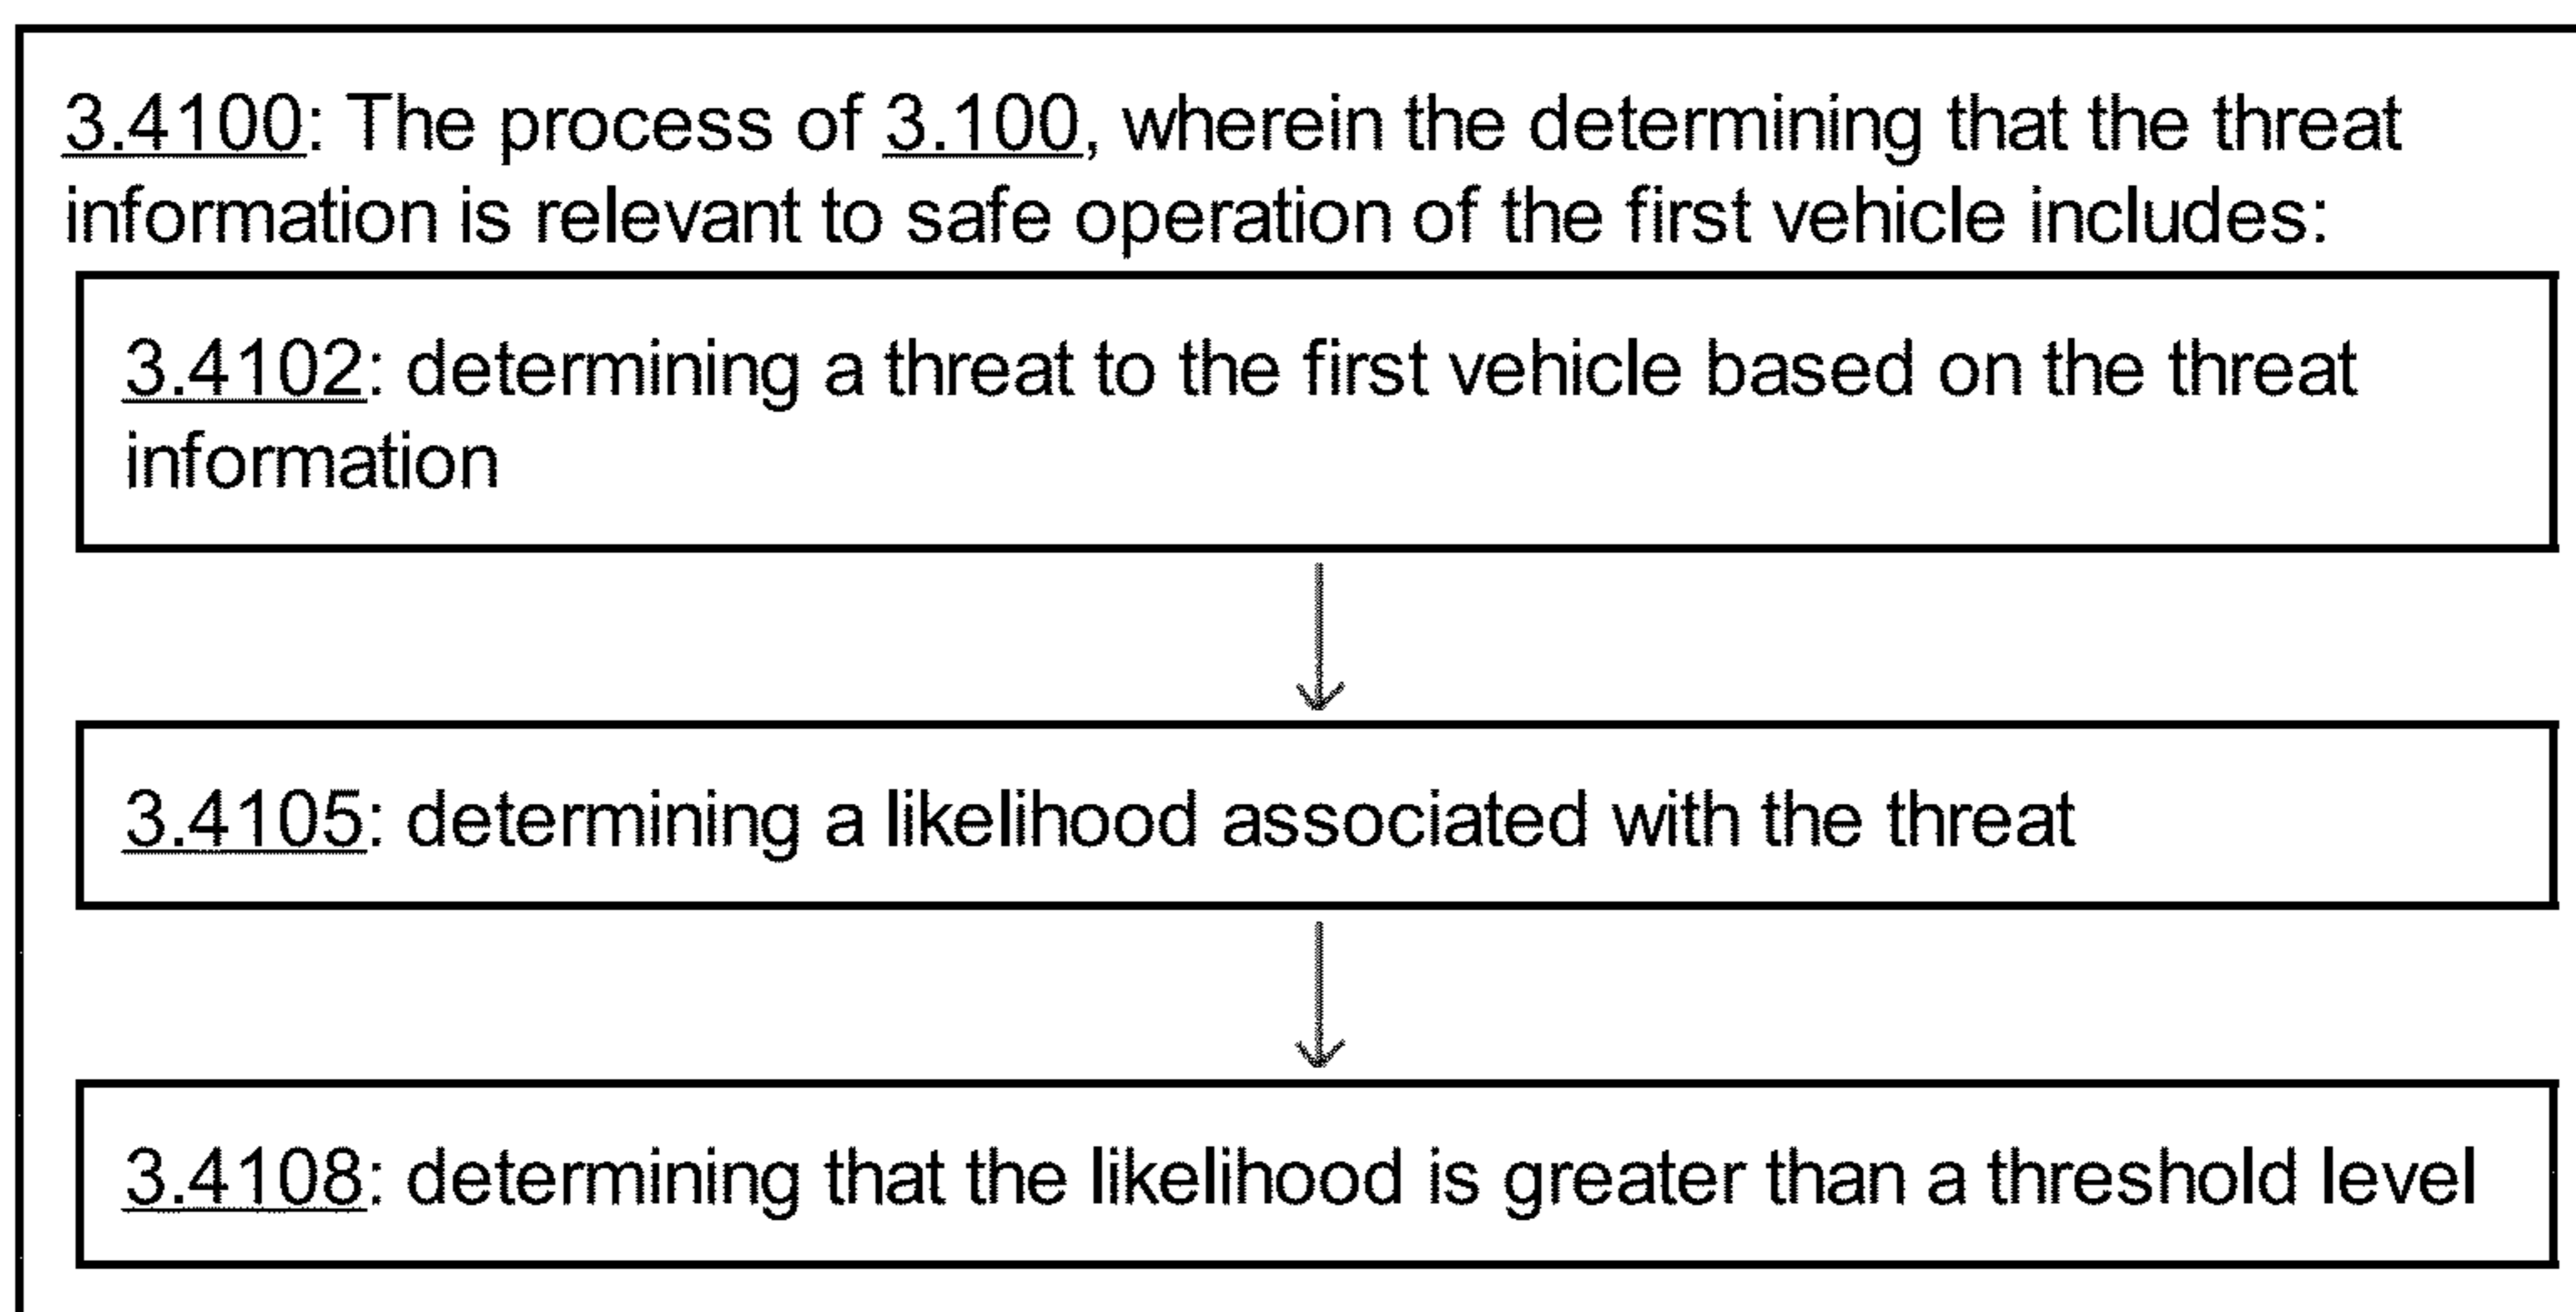 3.4100: The process of 3.100, wherein the determining that the threat
information is relevant to safe operation of the first vehicle includes:
3.4102: determining a threat to the first vehicle based on the threat
information
3.4105: determining a likelihood associated with the threat
3.4108: determining that the likelihood is greater than a threshold level